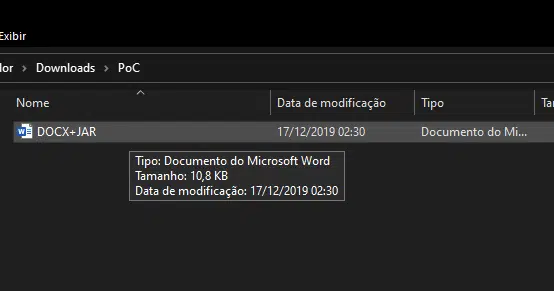 Exibir
dor > Downloads > PoC
Nome Data de modificação Tipo Ta
DOCX+JAR 17/12/2019 02:30 Documento do Mi...
Tipo: Documento do Microsoft Word
Tamanho: 10,8 KB
Data de modificação: 17/12/2019 02:30